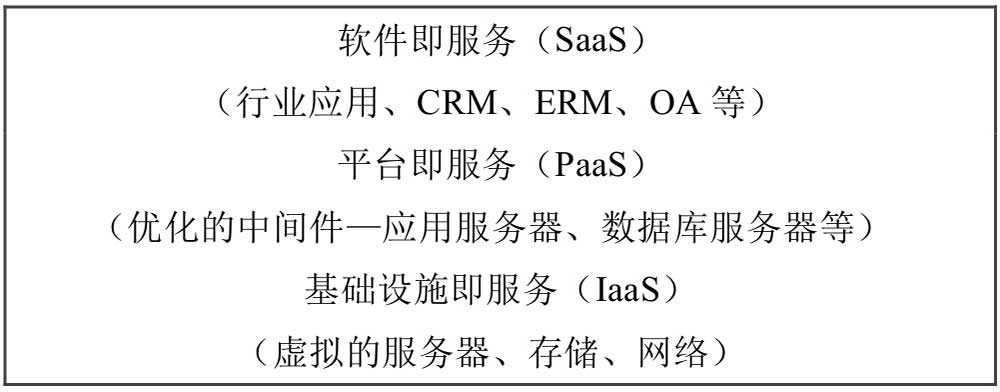 软件即服务（SaaS）
（行业应用、CRM、ERM、OA 等）
平台即服务（PaaS）
（优化的中间件—应用服务器、数据库服务器等）
基础设施即服务（IaaS）
（虚拟的服务器、存储、网络）